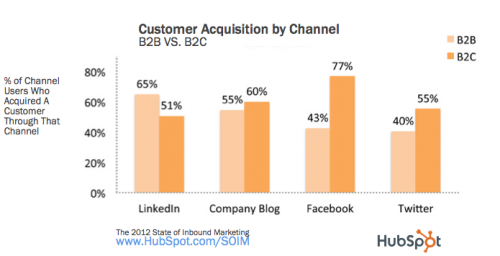 Customer Acquisition by Channel
B2B VS. B2C
B2B
B2C
% of Channel
Users Who
Acquired A
Customer
Through That
Channel
80%
60%
40%
20%
0%
65%
51%
55%
60%
43%
77%
40%
55%
LinkedIn
Company Blog
Facebook
Twitter
The 2012 State of Inbound Marketing
www.HubSpot.com/SOIM
HubSpot